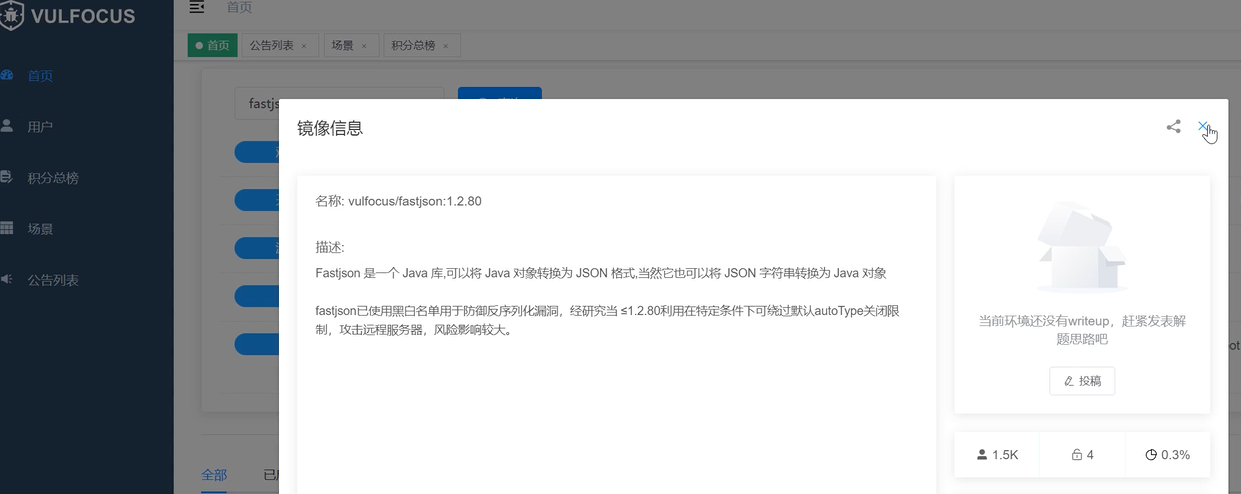 VULFOCUS
首页
首页
公告列表 ×
场景 ×
积分总榜 ×
首页
用户
积分总榜
场景
公告列表
fastjs
镜像信息
名称: vulfocus/fastjson:1.2.80
描述:
Fastjson 是一个 Java 库,可以将 Java 对象转换为 JSON 格式,当然它也可以将 JSON 字符串转换为 Java 对象
fastjson已使用黑白名单用于防御反序列化漏洞，经研究当 ≤1.2.80利用在特定条件下可绕过默认autoType关闭限
制，攻击远程服务器，风险影响较大。
当前环境还没有writeup，赶紧发表解
题思路吧
投稿
1.5K
4
0.3%
全部